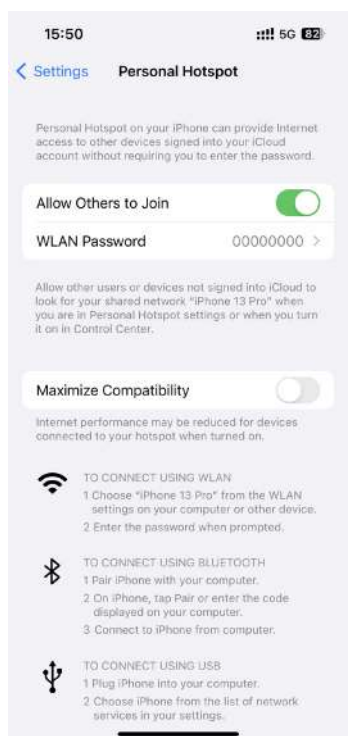 15:50
5G 82
Settings
Personal Hotspot
Personal Hotspot on your iPhone can provide Internet
access to other devices signed into your iCloud
account without requiring you to enter the password.
Allow Others to Join
WLAN Password 00000000
Allow other users or devices not signed into iCloud to
look for your shared network "iPhone 13 Pro" when
you are in Personal Hotspot settings or when you turn
it on in Control Center.
Maximize Compatibility
Internet performance may be reduced for devices
connected to your hotspot when turned on.
TO CONNECT USING WLAN
1 Choose "iPhone 13 Pro" from the WLAN
settings on your computer or other device.
2 Enter the password when prompted.
TO CONNECT USING BLUETOOTH
1 Pair iPhone with your computer.
2 On iPhone, tap Pair or enter the code
displayed on your computer.
3 Connect to iPhone from computer.
TO CONNECT USING USB
1 Plug iPhone into your computer.
2 Choose iPhone from the list of network
services in your settings.